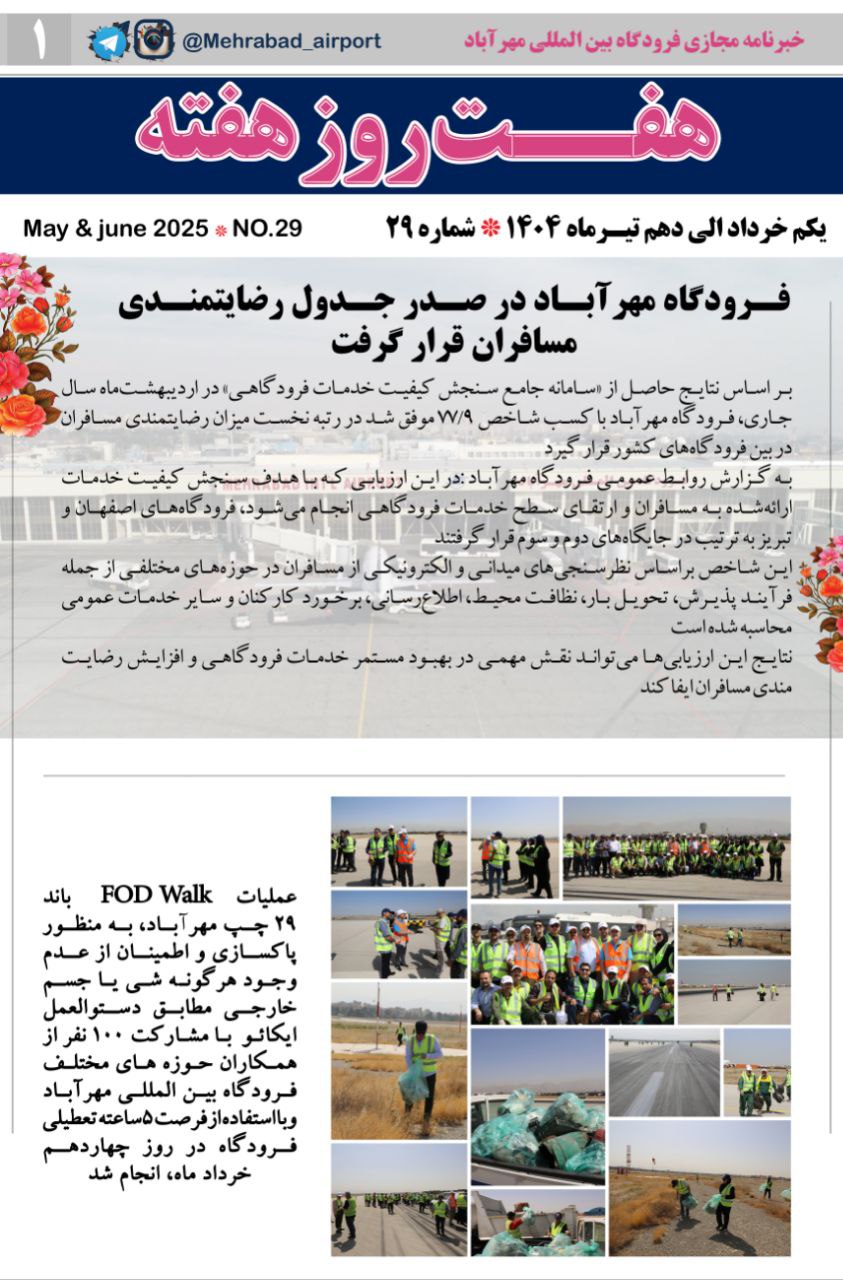 خبرنامه مجازی فرودگاه بین المللی مهرآباد
@Mehrabad_airport
۱
هفت روز هفته
یکم خرداد الی دهم تیرماه ۱۴۰۴ * شماره ۲۹
May & june 2025 * NO.29
فرودگاه مهرآباد در صدر جدول رضایتمندی
مسافران قرار گرفت
بر اساس نتایج حاصل از «سامانه جامع سنجش کیفیت خدمات فرودگاهی» در اردیبهشت‌ماه سال
جاری، فرودگاه مهرآباد با کسب شاخص ۷۷/۹ موفق شد در رتبه نخست میزان رضایتمندی مسافران
در بین فرودگاه‌های کشور قرار گیرد
به گزارش روابط عمومی فرودگاه مهرآباد :در این ارزیابی که با هدف سنجش کیفیت خدمات
ارائه‌شده به مسافران و ارتقای سطح خدمات فرودگاهی انجام می‌شود، فرودگاه‌های اصفهان و
تبریز به ترتیب در جایگاه‌های دوم و سوم قرار گرفتند
این شاخص براساس نظرسنجی‌های میدانی و الکترونیکی از مسافران در حوزه‌های مختلفی از جمله
فرآیند پذیرش، تحویل بار، نظافت محیط، اطلاع‌رسانی، برخورد کارکنان و سایر خدمات عمومی
محاسبه شده است
نتایج این ارزیابی‌ها می‌تواند نقش مهمی در بهبود مستمر خدمات فرودگاهی و افزایش رضایت
مندی مسافران ایفا کند
عملیات FOD Walk باند
۲۹ چپ مهرآباد، به منظور
پاکسازی و اطمینان از عدم
وجود هرگونه شی یا جسم
خارجی مطابق دستوالعمل
ایکائو با مشارکت ۱۰۰ نفر از
همکاران حوزه های مختلف
فرودگاه بین المللی مهرآباد
وبااستفاده‌ازفرصت۵ساعته‌تعطیلی
فرودگاه در روز چهاردهم
خرداد ماه، انجام شد